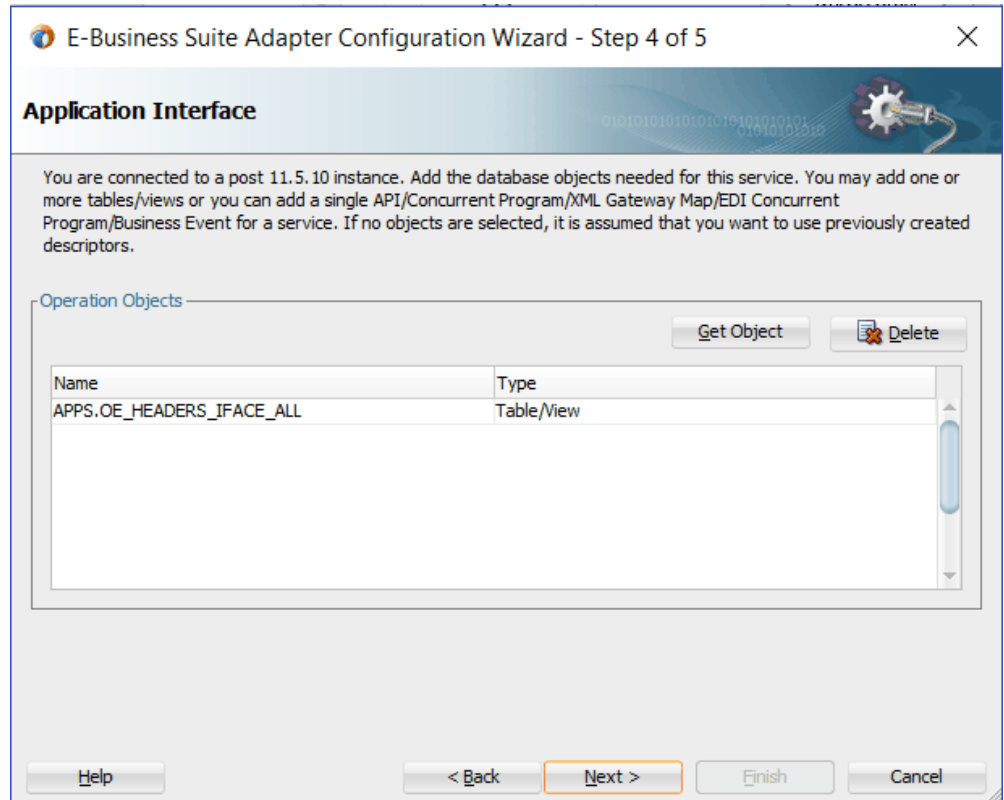 E-Business Suite Adapter Configuration Wizard - Step 4 of 5
Application Interface
You are connected to a post 11.5.10 instance. Add the database objects needed for this service. You may add one or
more tables/views or you can add a single API/Concurrent Program/XML Gateway Map/EDI Concurrent
Program/Business Event for a service. If no objects are selected, it is assumed that you want to use previously created
descriptors.
Operation Objects
Get Object Delete
Name Type
APPS.OE_HEADERS_IFACE_ALL Table/View
Help < Back Next > Finish Cancel